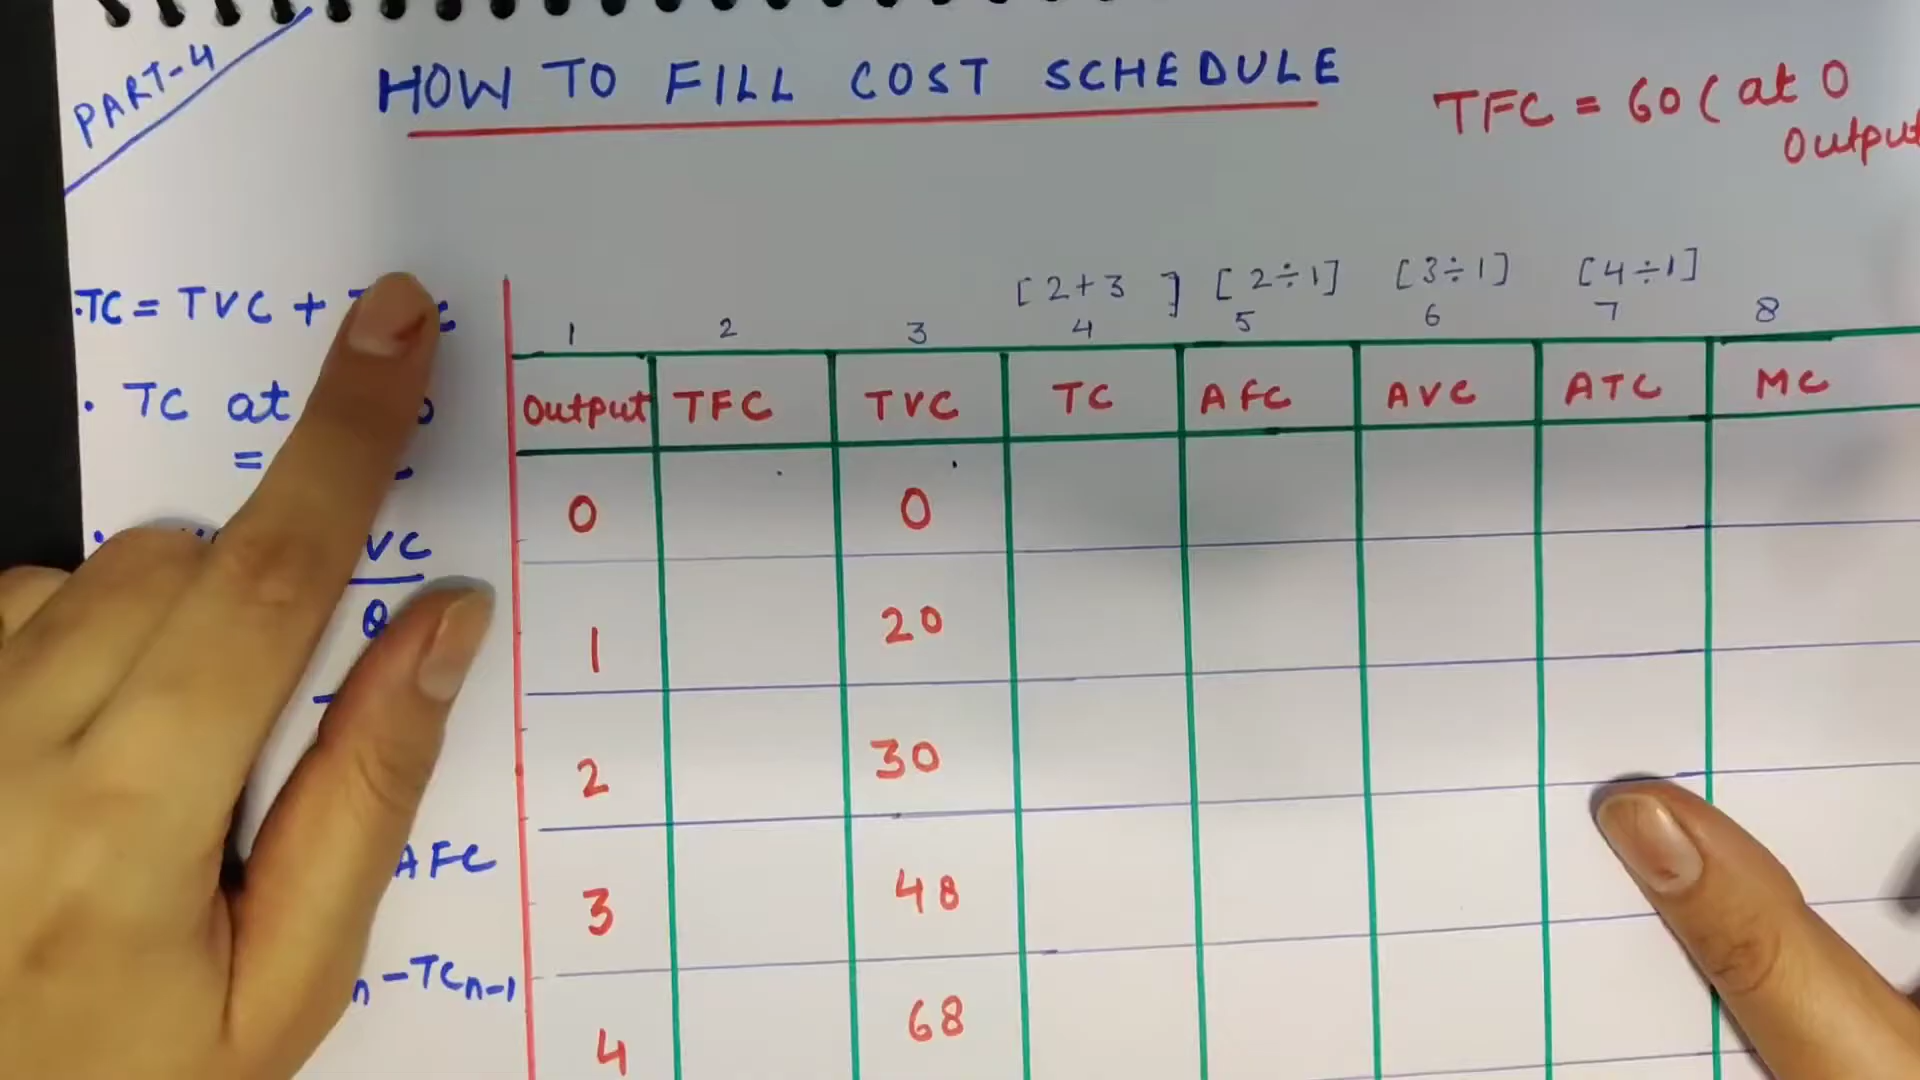 PART-4
HOW TO FILL COST SCHEDULE
TFC = 60 ( at 0
output
[2+3 ] [2÷1] [3÷1] [4÷1]
1 2 3 4 5 6 7 8
Output TFC TVC TC AFC AVC ATC MC
0 0
1 20
2 30
3 48
4 68
·TC = TVC +
· TC at
=
VC
Q
AFC
n - TCn-1